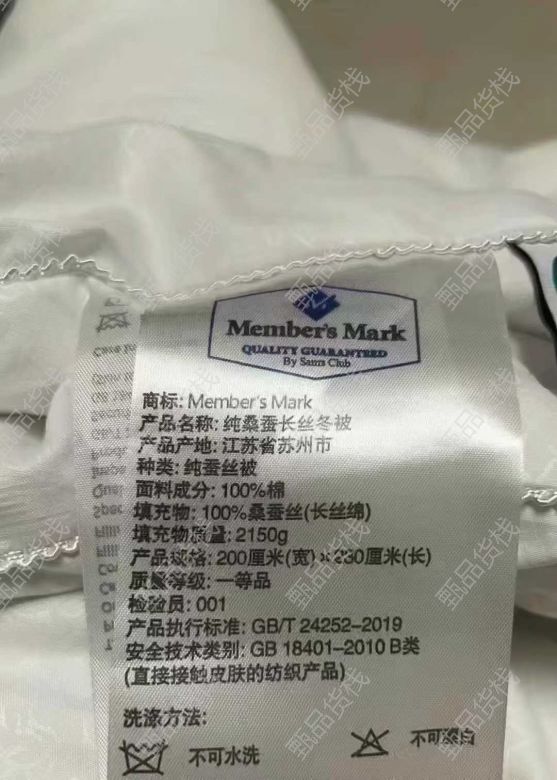 Member's Mark
QUALITY GUARANTEED
By Sam's Club
商标: Member's Mark
产品名称: 纯桑蚕长丝冬被
产品产地: 江苏省苏州市
种类: 纯蚕丝被
面料成分: 100%棉
填充物: 100%桑蚕丝(长丝绵)
填充物质量: 2150g
产品规格: 200厘米(宽)×230厘米(长)
质量等级: 一等品
检验员: 001
产品执行标准: GB/T 24252–2019
安全技术类别: GB 18401–2010 B类
(直接接触皮肤的纺织产品)
洗涤方法:
不可水洗 不可漂白
甄品货栈